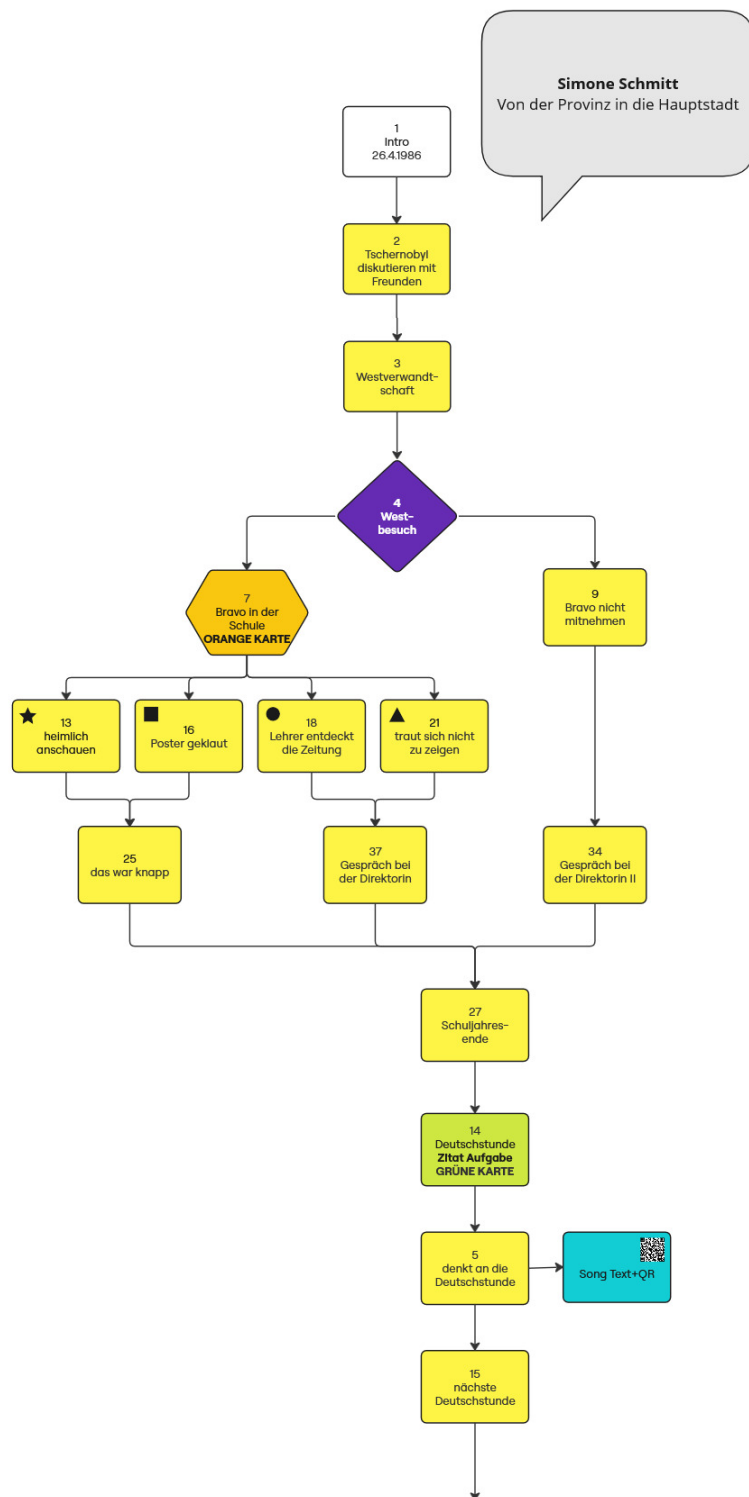 Simone Schmitt
Von der Provinz in die Hauptstadt
1
Intro
26.4.1986
2
Tschernobyl
diskutieren mit
Freunden
3
Westverwandt-
schaft
4
West-
besuch
7
Bravo in der
Schule
ORANGE KARTE
9
Bravo nicht
mitnehmen
13
heimlich
anschauen
16
Poster geklaut
18
Lehrer entdeckt
die Zeitung
21
traut sich nicht
zu zeigen
25
das war knapp
37
Gespräch bei
der Direktorin
34
Gespräch bei
der Direktorin II
27
Schuljahres-
ende
14
Deutschstunde
ZItat Aufgabe
GRÜNE KARTE
5
denkt an die
Deutschstunde
Song Text+QR
15
nächste
Deutschstunde